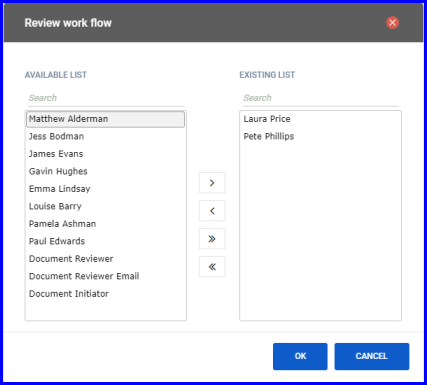 Review work flow
AVAILABLE LIST
Search
Matthew Alderman
Jess Bodman
James Evans
Gavin Hughes
Emma Lindsay
Louise Barry
Pamela Ashman
Paul Edwards
Document Reviewer
Document Reviewer Email
Document Initiator
>
<
»
«
EXISTING LIST
Search
Laura Price
Pete Phillips
OK
CANCEL